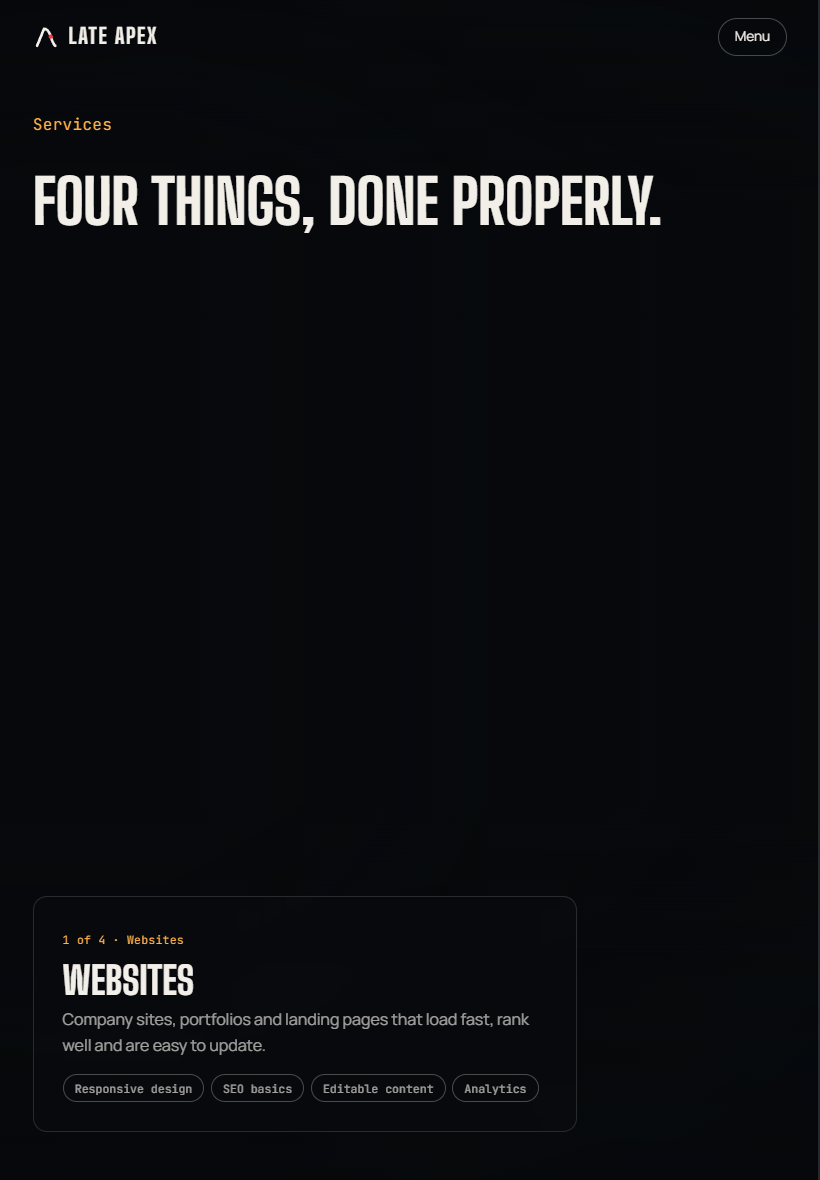 LATE APEX
Menu
Services
FOUR THINGS, DONE PROPERLY.
1 of 4 · Websites
WEBSITES
Company sites, portfolios and landing pages that load fast, rank
well and are easy to update.
Responsive design SEO basics Editable content Analytics